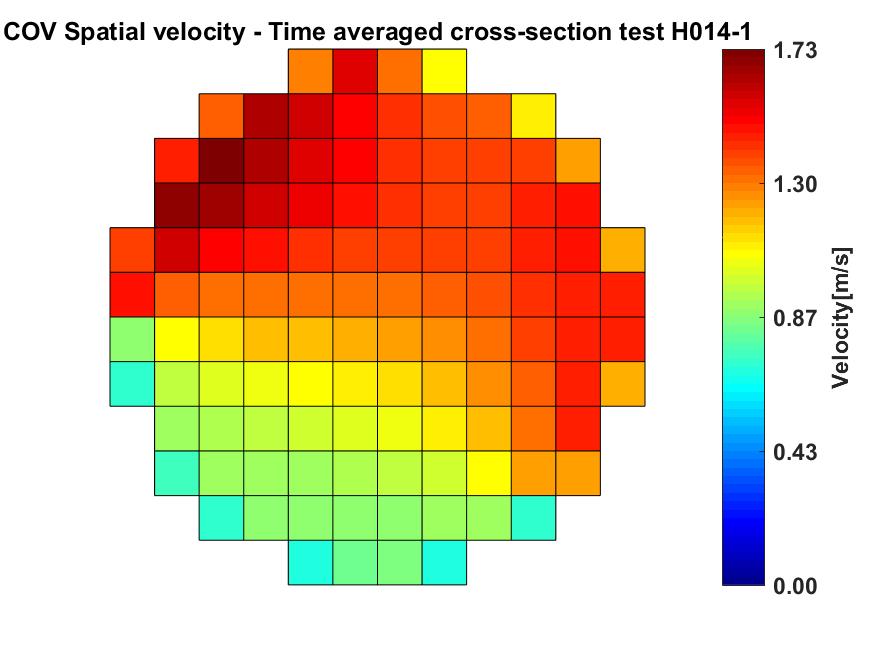 COV Spatial velocity - Time averaged cross-section test H014-1
1.73
1.30
0.87
0.43
0.00
Velocity[m/s]